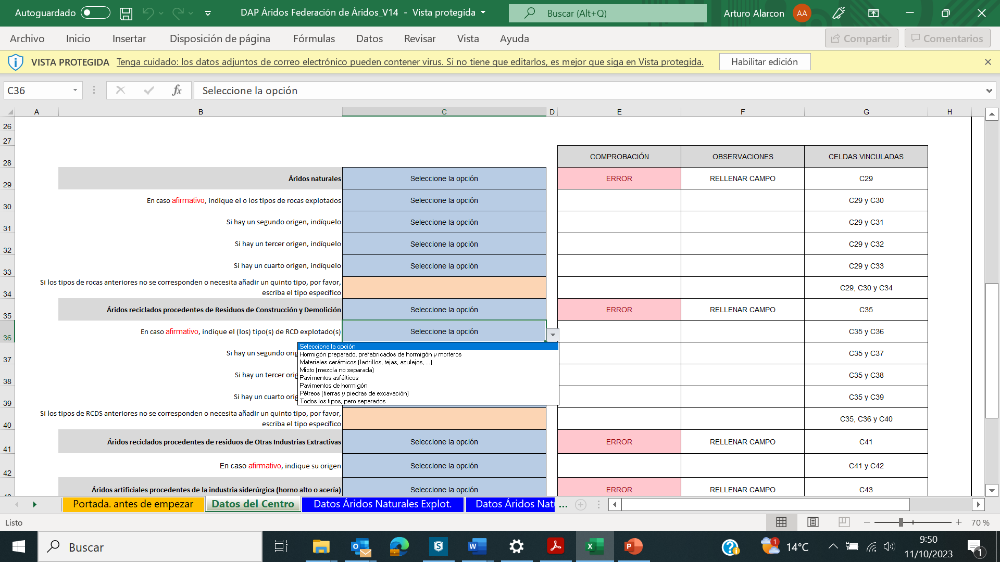 Autoguardado
DAP Áridos Federación de Áridos_V14 - Vista protegida
Buscar (Alt+Q)
Arturo Alarcon
AA
Archivo Inicio Insertar Disposición de página Fórmulas Datos Revisar Vista Ayuda
Compartir
Comentarios
VISTA PROTEGIDA Tenga cuidado: los datos adjuntos de correo electrónico pueden contener virus. Si no tiene que editarlos, es mejor que siga en Vista protegida.
Habilitar edición
C36 fx Seleccione la opción
A B C D E F G H
26
27
28 COMPROBACIÓN OBSERVACIONES CELDAS VINCULADAS
29 Áridos naturales Seleccione la opción ERROR RELLENAR CAMPO C29
30 En caso afirmativo, indique el o los tipos de rocas explotados Seleccione la opción C29 y C30
31 Si hay un segundo origen, indíquelo Seleccione la opción C29 y C31
32 Si hay un tercer origen, indíquelo Seleccione la opción C29 y C32
33 Si hay un cuarto origen, indíquelo Seleccione la opción C29 y C33
Si los tipos de rocas anteriores no se corresponden o necesita añadir un quinto tipo, por favor,
34 escriba el tipo específico C29, C30 y C34
35 Áridos reciclados procedentes de Residuos de Construcción y Demolición Seleccione la opción ERROR RELLENAR CAMPO C35
36 En caso afirmativo, indique el (los) tipo(s) de RCD explotado(s) Seleccione la opción C35 y C36
Seleccione la opción
Hormigón preparado, prefabricados de hormigón y morteros
Materiales cerámicos (ladrillos, tejas, azulejos, ...)
Mixto (mezcla no separada)
Pavimentos asfálticos
Pavimentos de hormigón
Pétreos (tierras y piedras de excavación)
Todos los tipos, pero separados
37 Si hay un segundo orig C35 y C37
38 Si hay un tercer orig C35 y C38
39 Si hay un cuarto orig C35 y C39
Si los tipos de RCDS anteriores no se corresponden o necesita añadir un quinto tipo, por favor,
40 escriba el tipo específico C35, C36 y C40
41 Áridos reciclados procedentes de residuos de Otras Industrias Extractivas Seleccione la opción ERROR RELLENAR CAMPO C41
42 En caso afirmativo, indique su origen Seleccione la opción C41 y C42
Áridos artificiales procedentes de la industria siderúrgica (horno alto o acería) Seleccione la opción ERROR RELLENAR CAMPO C43
Portada. antes de empezar Datos del Centro Datos Áridos Naturales Explot. Datos Áridos Nat ...
Listo
70 %
Buscar
1
14°C
9:50
11/10/2023
1